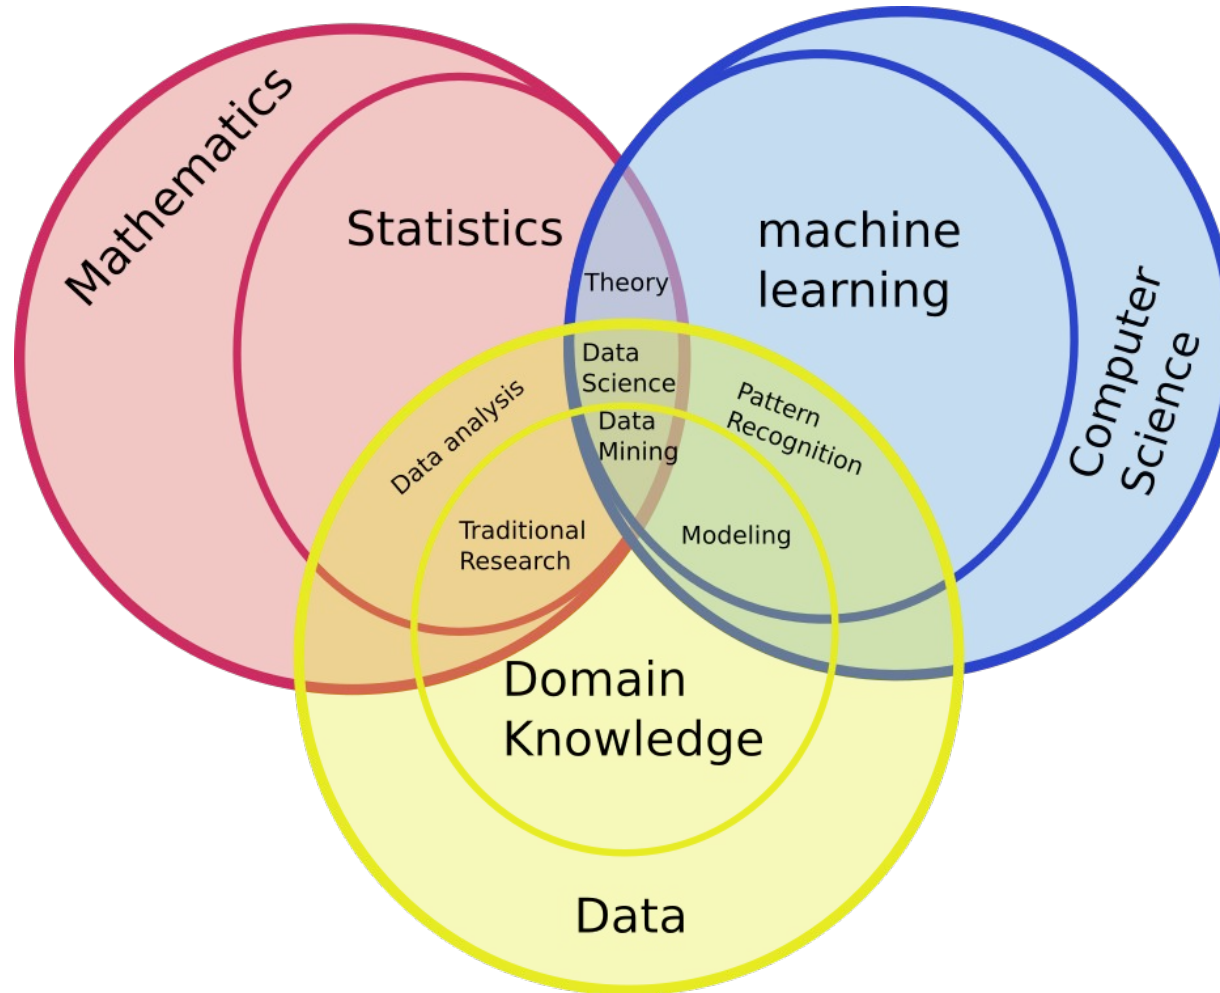 Mathematics
Statistics
machine
learning
Computer
Science
Theory
Data
Science
Data
Mining
Data analysis
Pattern
Recognition
Traditional
Research
Modeling
Domain
Knowledge
Data